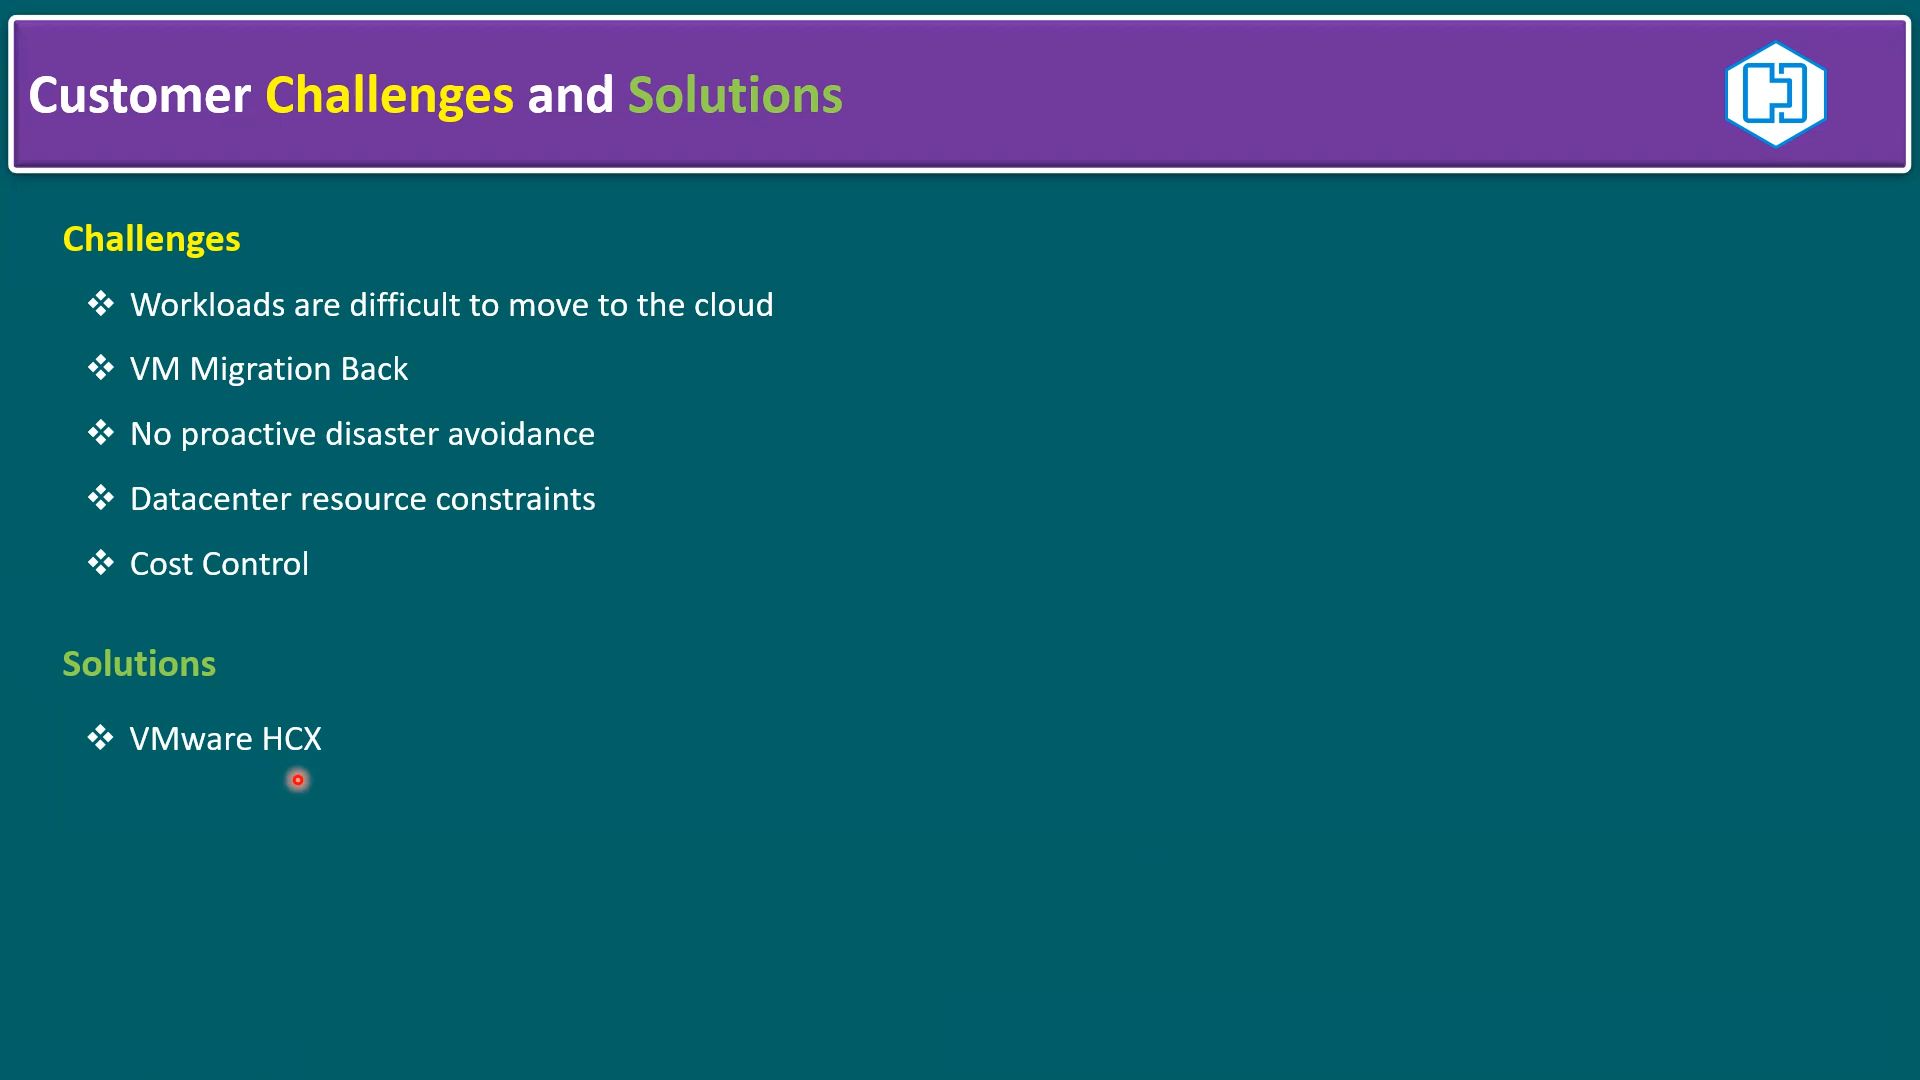 Customer Challenges and Solutions
Challenges
❖ Workloads are difficult to move to the cloud
❖ VM Migration Back
❖ No proactive disaster avoidance
❖ Datacenter resource constraints
❖ Cost Control
Solutions
❖ VMware HCX